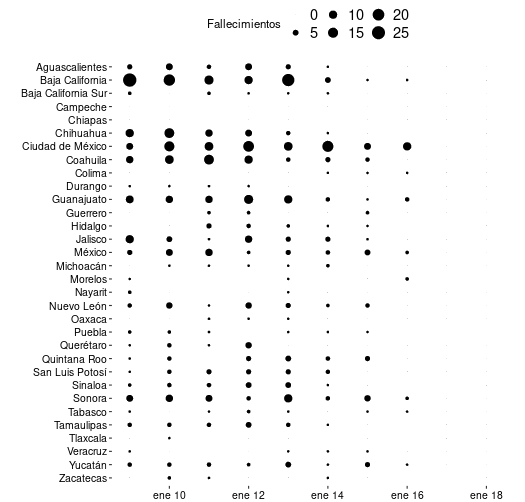 Fallecimientos
0 10 20
5 15 25
Aguascalientes
Baja California
Baja California Sur
Campeche
Chiapas
Chihuahua
Ciudad de México
Coahuila
Colima
Durango
Guanajuato
Guerrero
Hidalgo
Jalisco
México
Michoacán
Morelos
Nayarit
Nuevo León
Oaxaca
Puebla
Querétaro
Quintana Roo
San Luis Potosí
Sinaloa
Sonora
Tabasco
Tamaulipas
Tlaxcala
Veracruz
Yucatán
Zacatecas
ene 10 ene 12 ene 14 ene 16 ene 18